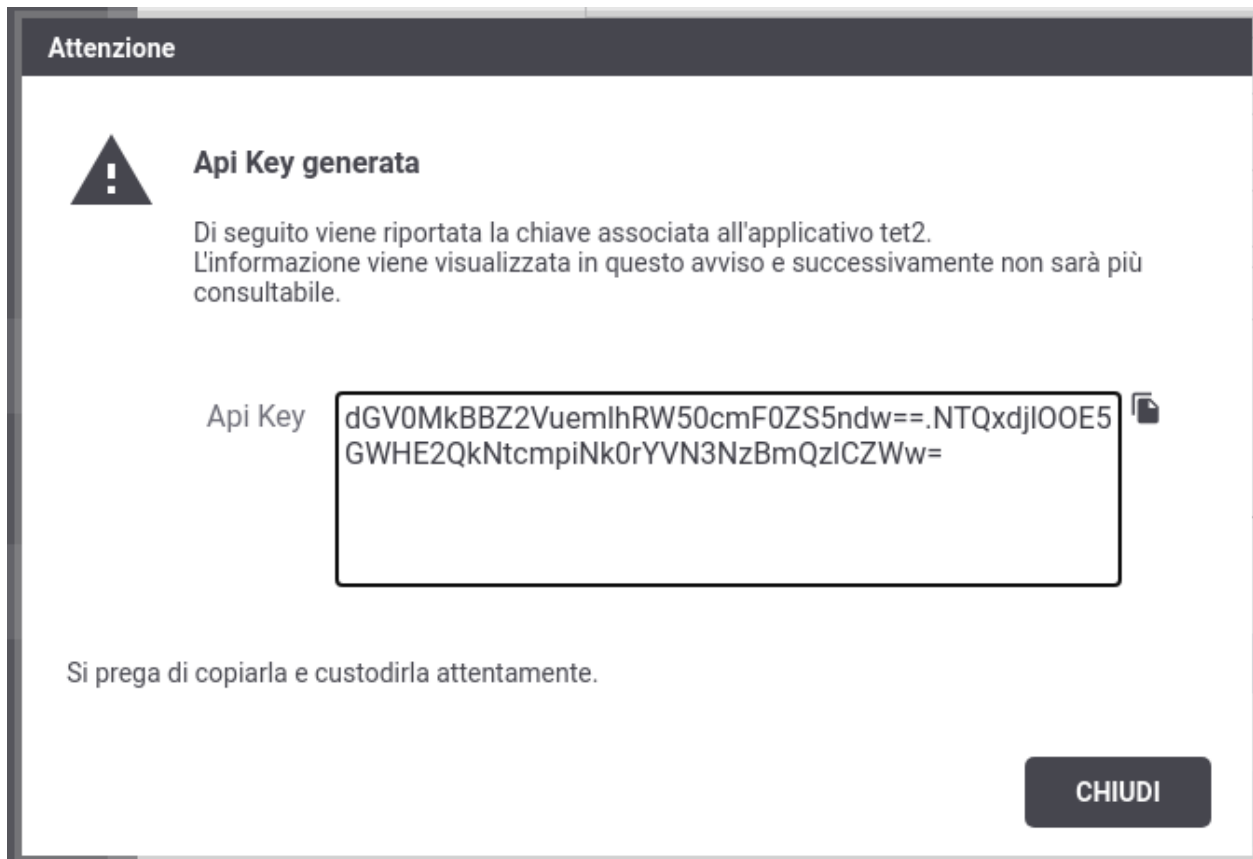 Attenzione
Api Key generata
Di seguito viene riportata la chiave associata all'applicativo tet2.
L'informazione viene visualizzata in questo avviso e successivamente non sarà più
consultabile.
Api Key
dGV0MkBBZ2VuemlhRW50cmF0ZS5ndw==.NTQxdjlOOE5
GWHE2QkNtcmpiNk0rYVN3NzBmQzlCZWw=
Si prega di copiarla e custodirla attentamente.
CHIUDI